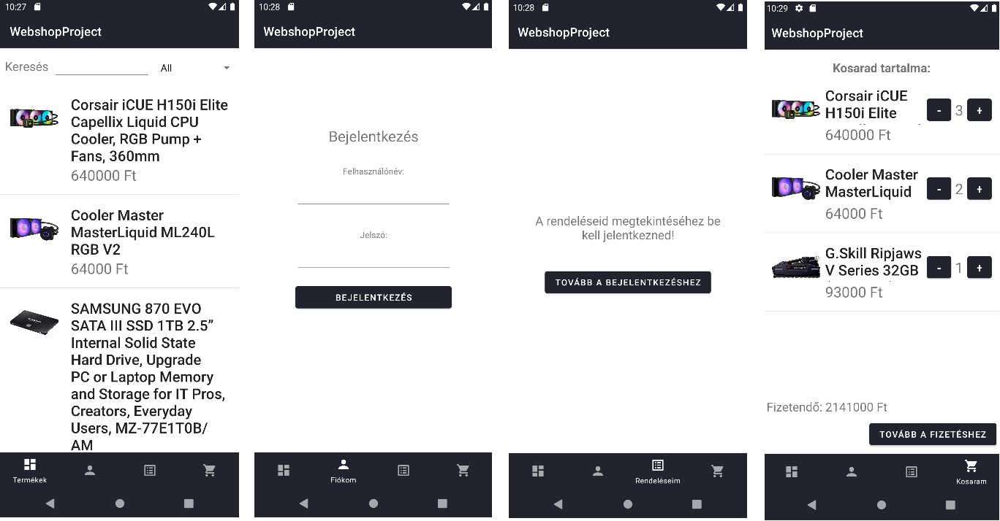 10:27
WebshopProject
Keresés
All
Corsair iCUE H150i Elite
Capellix Liquid CPU
Cooler, RGB Pump +
Fans, 360mm
640000 Ft
Cooler Master
MasterLiquid ML240L
RGB V2
64000 Ft
SAMSUNG 870 EVO
SATA III SSD 1TB 2.5”
Internal Solid State
Hard Drive, Upgrade
PC or Laptop Memory
and Storage for IT Pros,
Creators, Everyday
Users, MZ-77E1T0B/
AM
Termékek
10:28
WebshopProject
Bejelentkezés
Felhasználónév:
Jelszó:
BEJELENTKEZÉS
Fiókom
10:28
WebshopProject
A rendeléseid megtekintéséhez be
kell jelentkezned!
TOVÁBB A BEJELENTKEZÉSHEZ
Rendeléseim
10:29
WebshopProject
Kosarad tartalma:
Corsair iCUE
H150i Elite
- 3 +
640000 Ft
Cooler Master
MasterLiquid
- 2 +
64000 Ft
G.Skill Ripjaws
V Series 32GB
- 1 +
93000 Ft
Fizetendő: 2141000 Ft
TOVÁBB A FIZETÉSHEZ
Kosaram